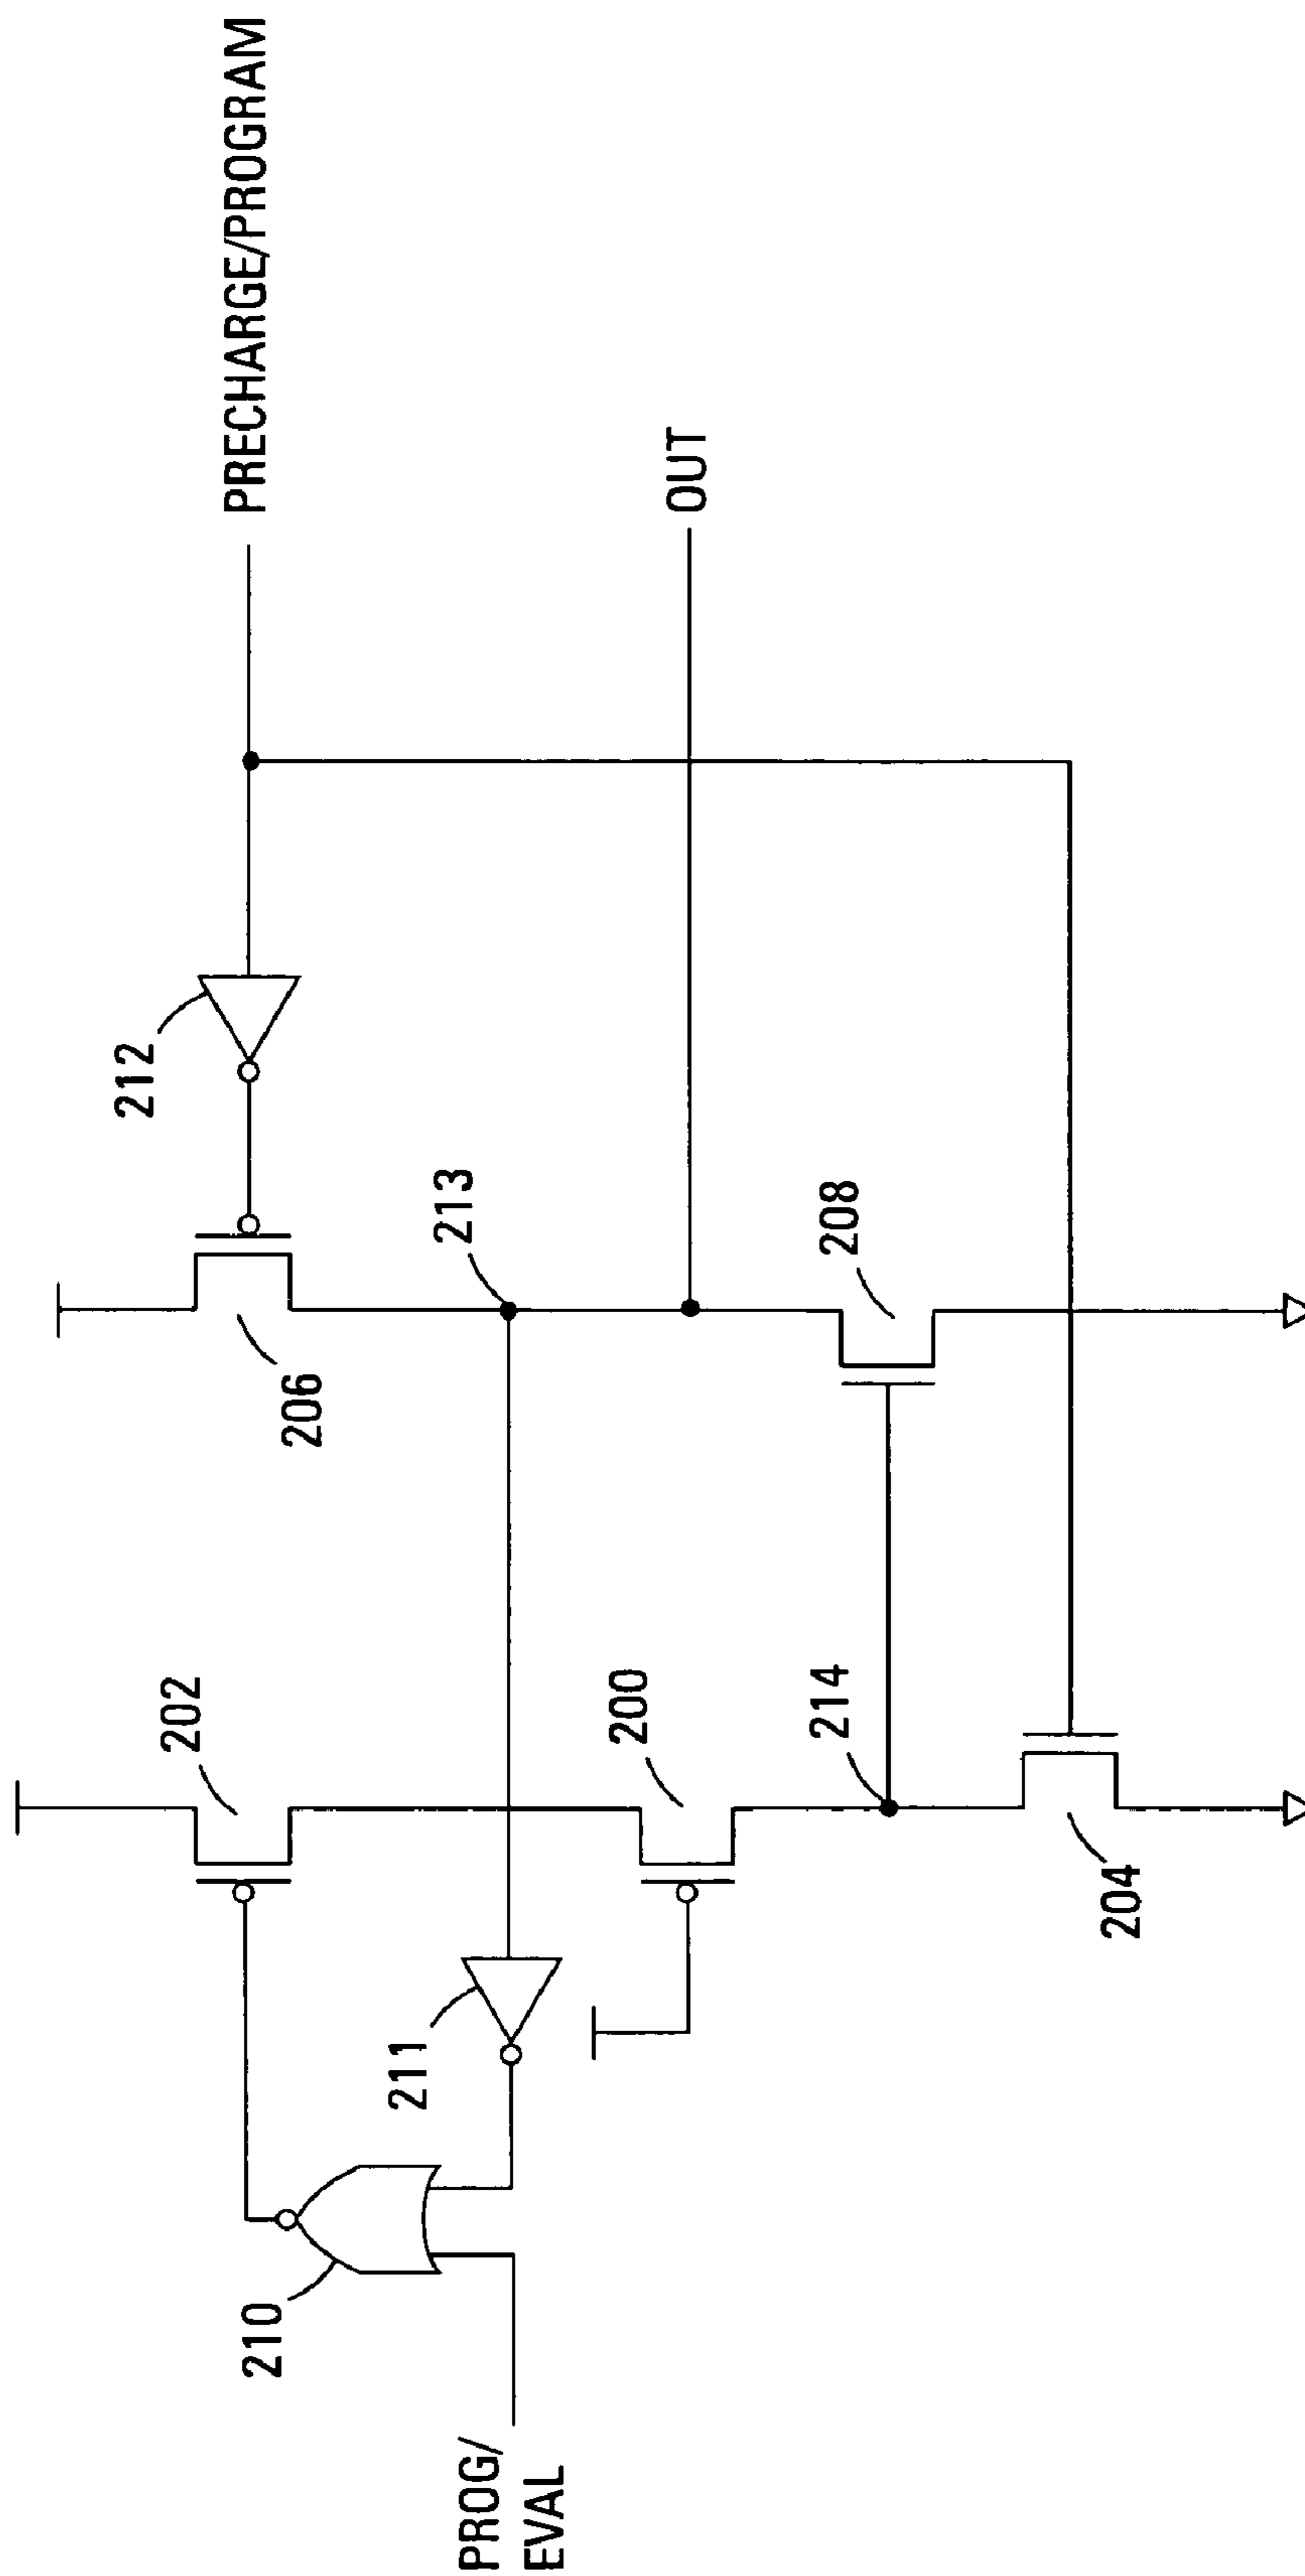 PRECHARGE/PROGRAM
212
206
213
OUT
208
202
200
214
204
211
210
PROG/
EVAL